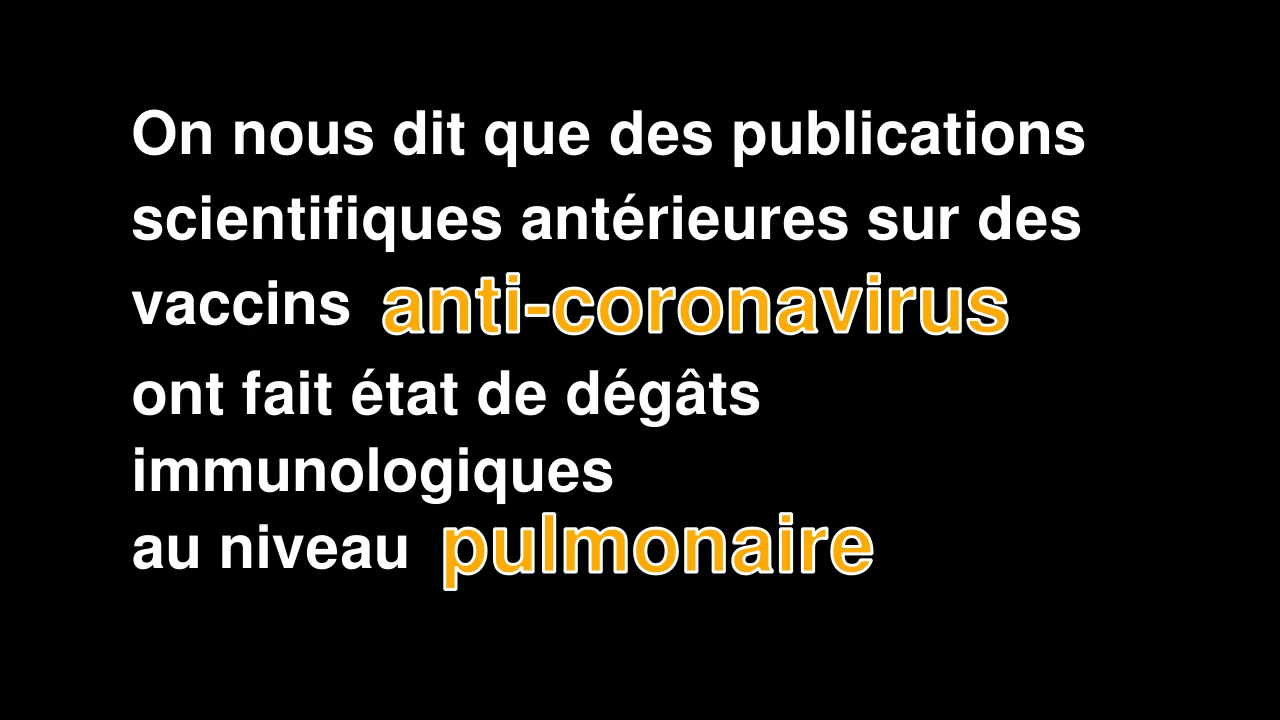 On nous dit que des publications
scientifiques antérieures sur des
vaccins anti-coronavirus
ont fait état de dégâts
immunologiques
au niveau pulmonaire